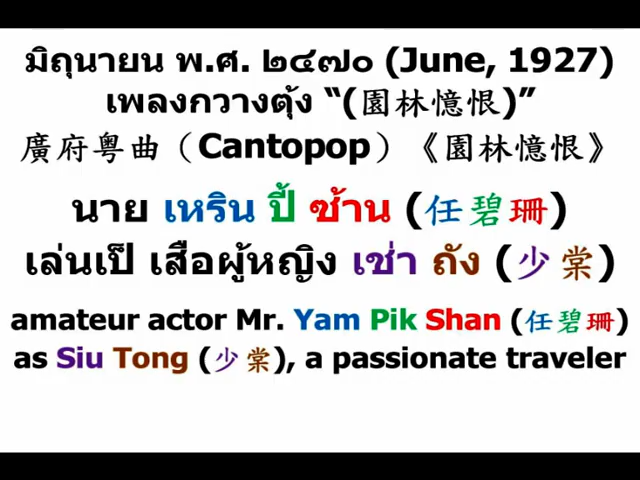 มิถุนายน พ.ศ. ๒๔๗๐ (June, 1927)
เพลงกวางตุ้ง “(園林憶恨)”
廣府粤曲（Cantopop）《園林憶恨》
นาย เหริน ปี้ ซ้าน (任碧珊)
เล่นเป็ เสือผู้หญิง เช่า ถัง (少棠)
amateur actor Mr. Yam Pik Shan (任碧珊)
as Siu Tong (少棠), a passionate traveler